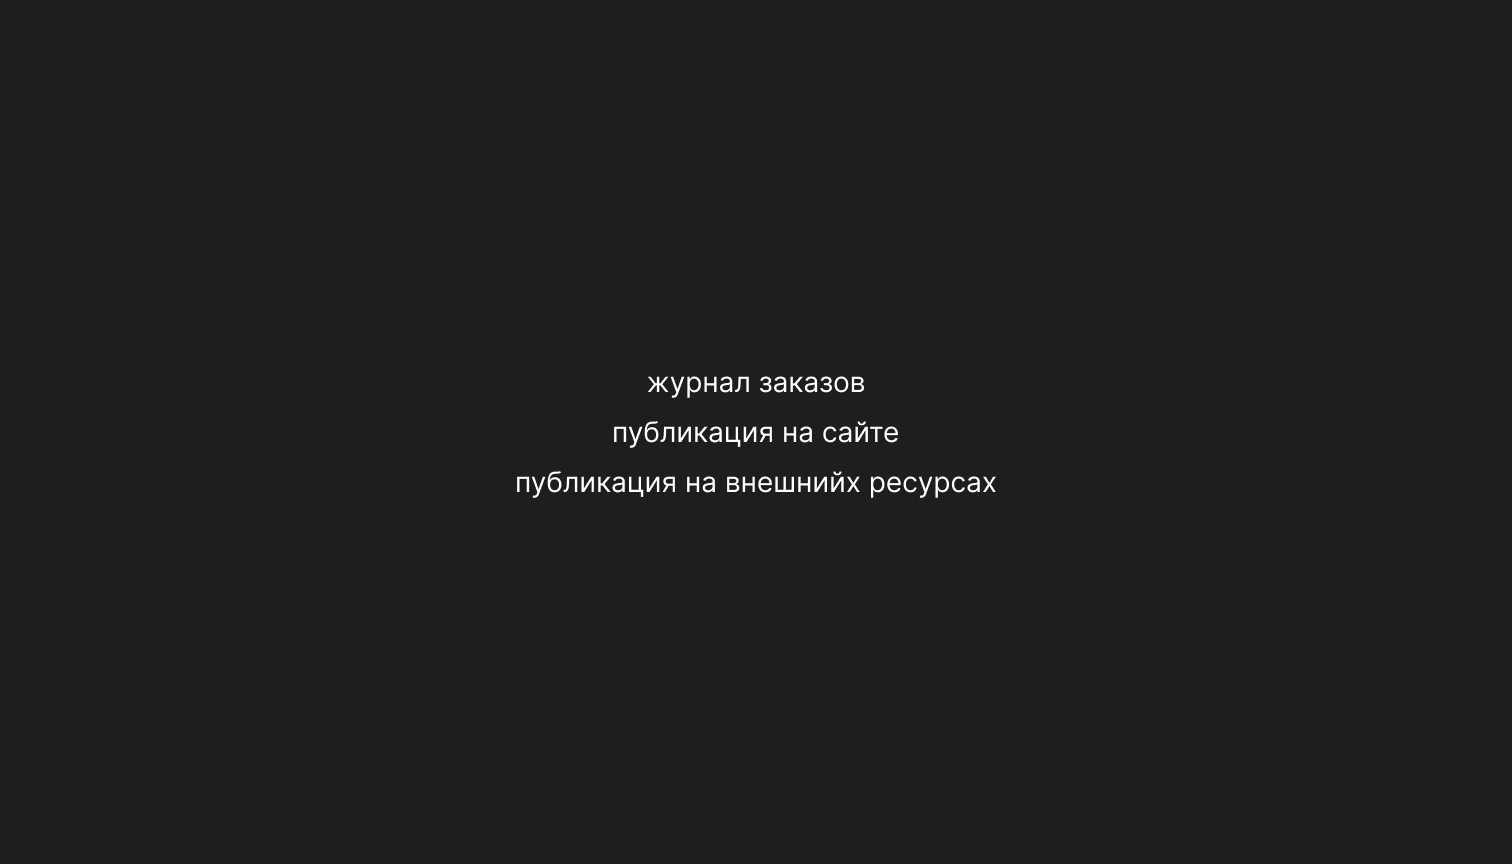 журнал заказов
публикация на сайте
публикация на внешнийх ресурсах